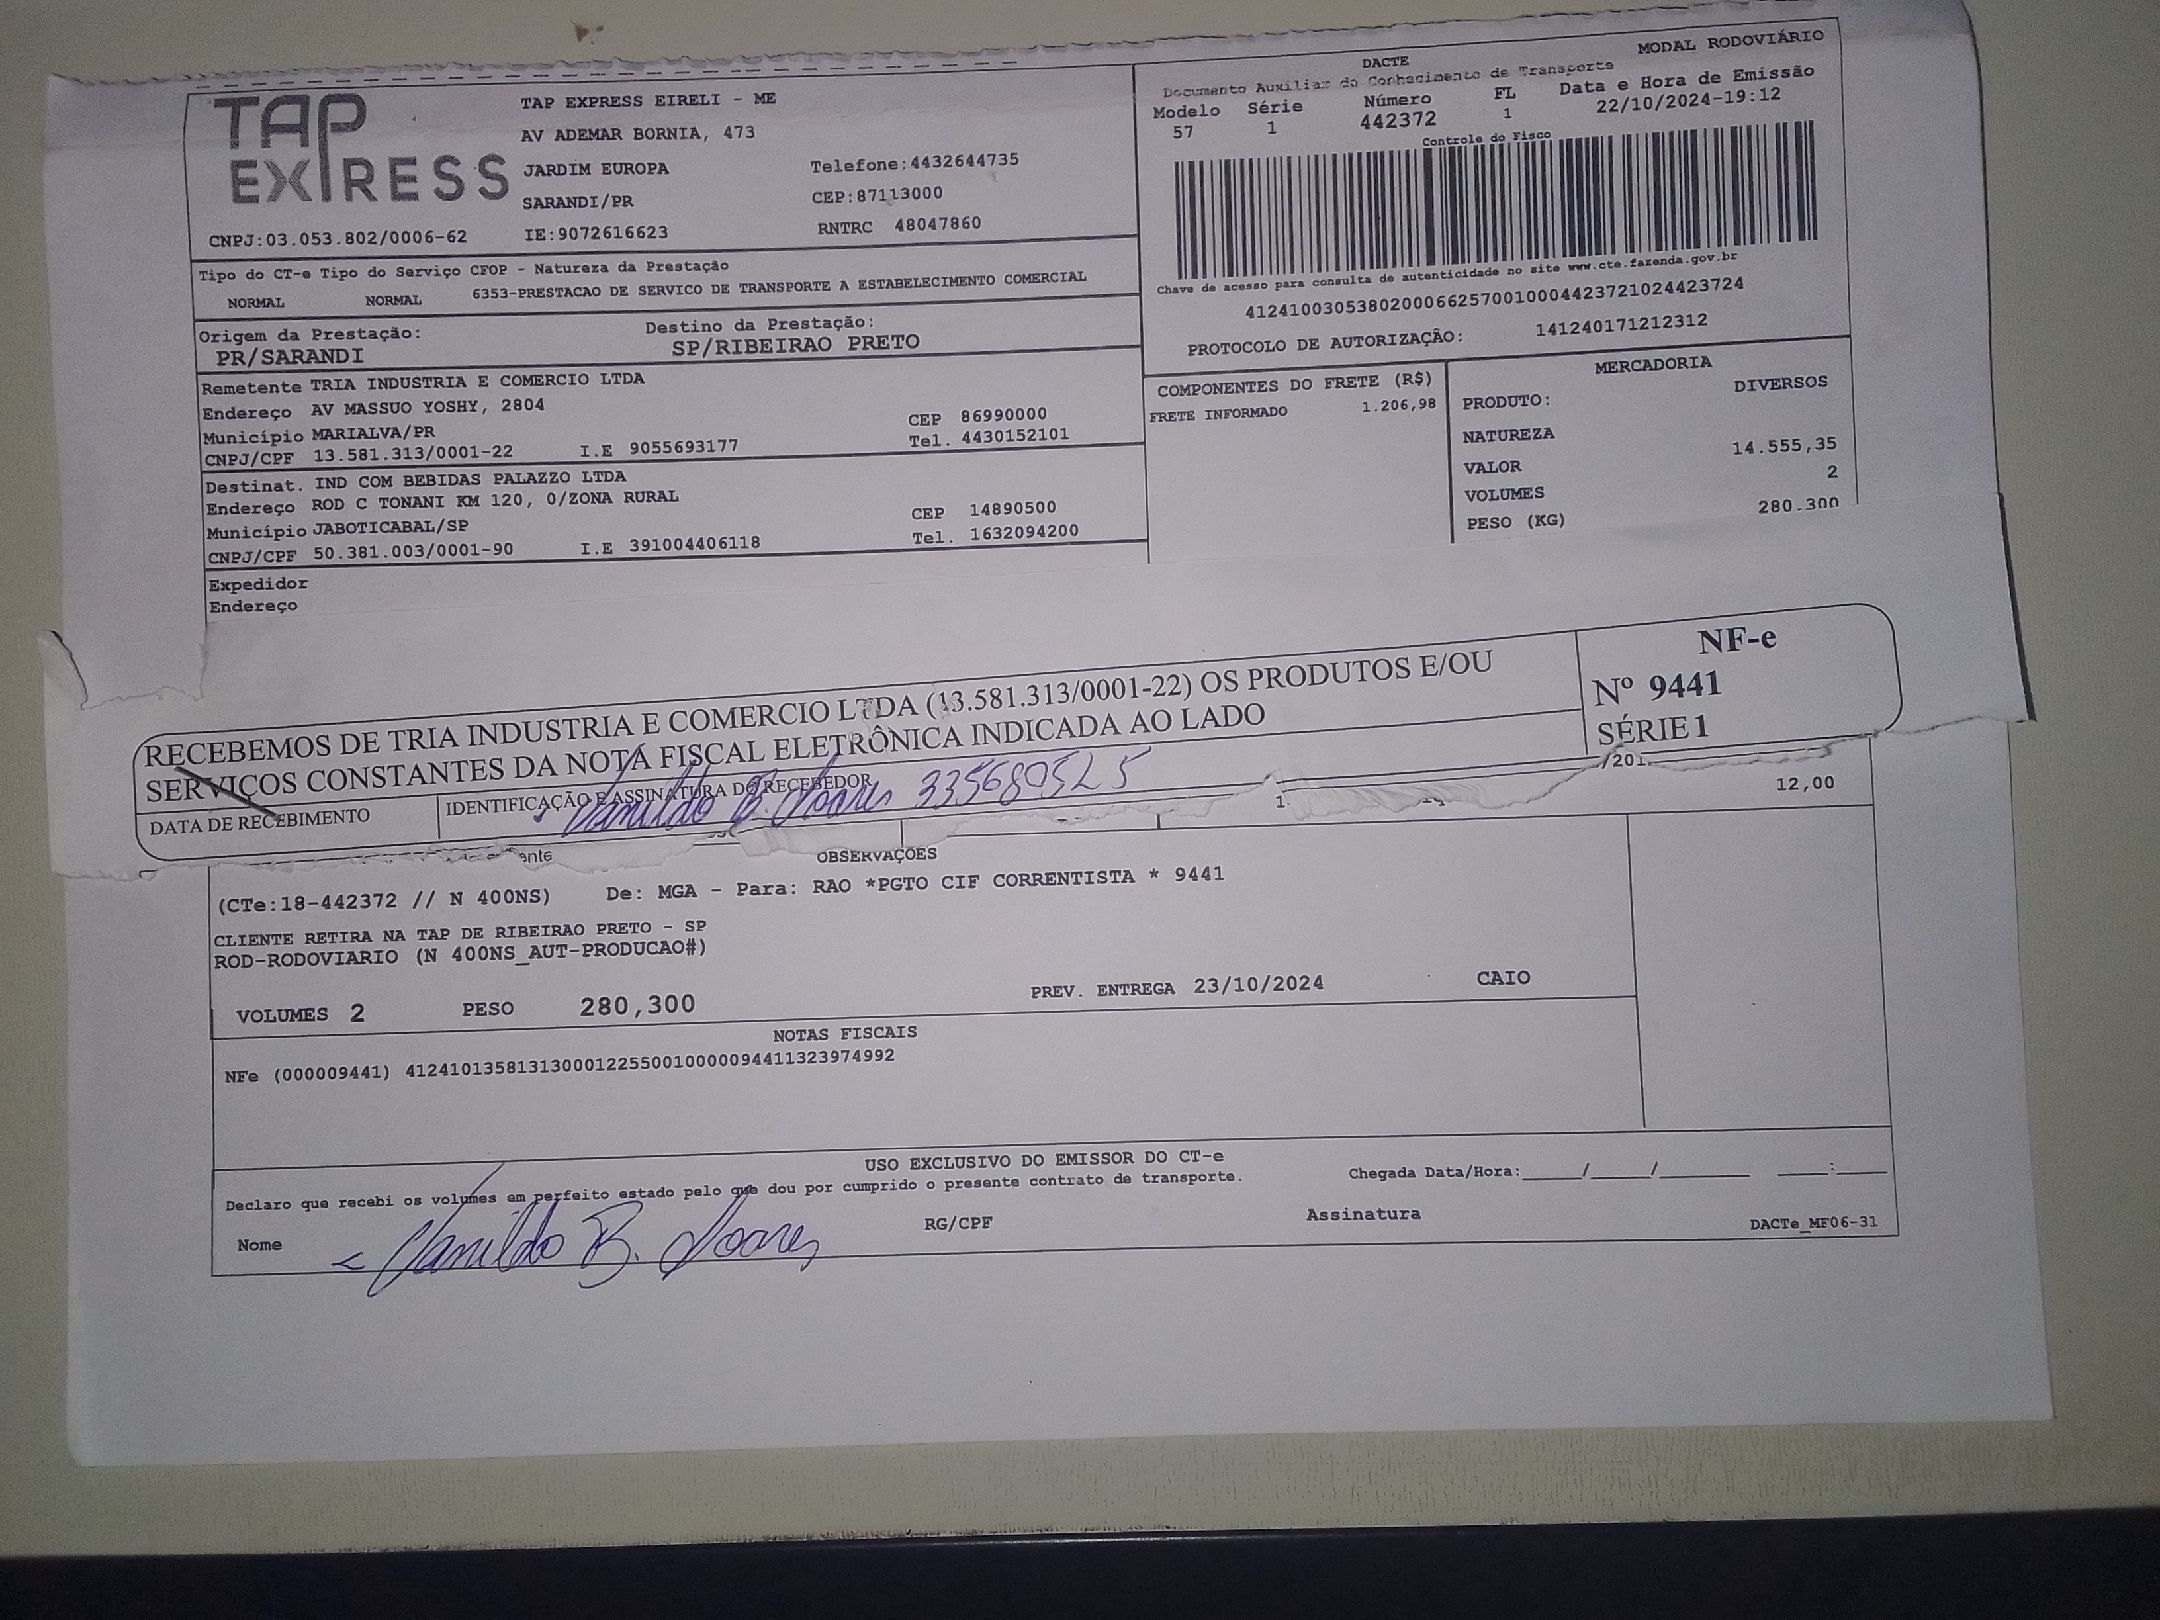 TAP EXPRESS
TAP EXPRESS EIRELI - ME
AV ADEMAR BORNIA, 473
JARDIM EUROPA Telefone:4432644735
SARANDI/PR CEP:87113000
CNPJ:03.053.802/0006-62 IE:9072616623 RNTRC 48047860
DACTE MODAL RODOVIÁRIO
Documento Auxiliar do Conhecimento de Transporte
Modelo Série Número FL Data e Hora de Emissão
57 1 442372 1 22/10/2024-19:12
Controle do Fisco
Chave de acesso para consulta de autenticidade no site www.cte.fazenda.gov.br
41241003053802000662570010004423721024423724
PROTOCOLO DE AUTORIZAÇÃO: 141240171212312
Tipo do CT-e Tipo do Serviço CFOP - Natureza da Prestação
NORMAL NORMAL 6353-PRESTACAO DE SERVICO DE TRANSPORTE A ESTABELECIMENTO COMERCIAL
Origem da Prestação: Destino da Prestação:
PR/SARANDI SP/RIBEIRAO PRETO
Remetente TRIA INDUSTRIA E COMERCIO LTDA
Endereço AV MASSUO YOSHY, 2804 CEP 86990000
Município MARIALVA/PR Tel. 4430152101
CNPJ/CPF 13.581.313/0001-22 I.E 9055693177
Destinat. IND COM BEBIDAS PALAZZO LTDA
Endereço ROD C TONANI KM 120, 0/ZONA RURAL CEP 14890500
Município JABOTICABAL/SP Tel. 1632094200
CNPJ/CPF 50.381.003/0001-90 I.E 391004406118
Expedidor
Endereço
COMPONENTES DO FRETE (R$)
FRETE INFORMADO 1.206,98
MERCADORIA
PRODUTO: DIVERSOS
NATUREZA
VALOR 14.555,35
VOLUMES 2
PESO (KG) 280.300
RECEBEMOS DE TRIA INDUSTRIA E COMERCIO LTDA (13.581.313/0001-22) OS PRODUTOS E/OU
SERVIÇOS CONSTANTES DA NOTA FISCAL ELETRÔNICA INDICADA AO LADO
NF-e
Nº 9441
SÉRIE 1
DATA DE RECEBIMENTO IDENTIFICAÇÃO E ASSINATURA DO RECEBEDOR
Vanildo B. Soares 335680525
12,00
OBSERVAÇOES
(CTe:18-442372 // N 400NS) De: MGA - Para: RAO *PGTO CIF CORRENTISTA * 9441
CLIENTE RETIRA NA TAP DE RIBEIRAO PRETO - SP
ROD-RODOVIARIO (N 400NS_AUT-PRODUCAO#)
VOLUMES 2 PESO 280,300 PREV. ENTREGA 23/10/2024 CAIO
NOTAS FISCAIS
NFe (000009441) 41241013581313000122550010000094411323974992
USO EXCLUSIVO DO EMISSOR DO CT-e
Declaro que recebi os volumes em perfeito estado pelo que dou por cumprido o presente contrato de transporte. Chegada Data/Hora:_____/_____/_______ ____:____
Nome Vanildo B. Soares RG/CPF Assinatura DACTe_MF06-31